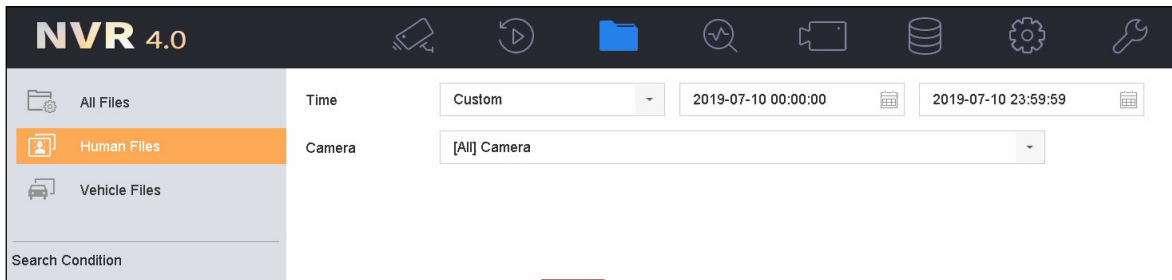 NVR 4.0
All Files
Time Custom 2019-07-10 00:00:00 2019-07-10 23:59:59
Human Files
Camera [All] Camera
Vehicle Files
Search Condition